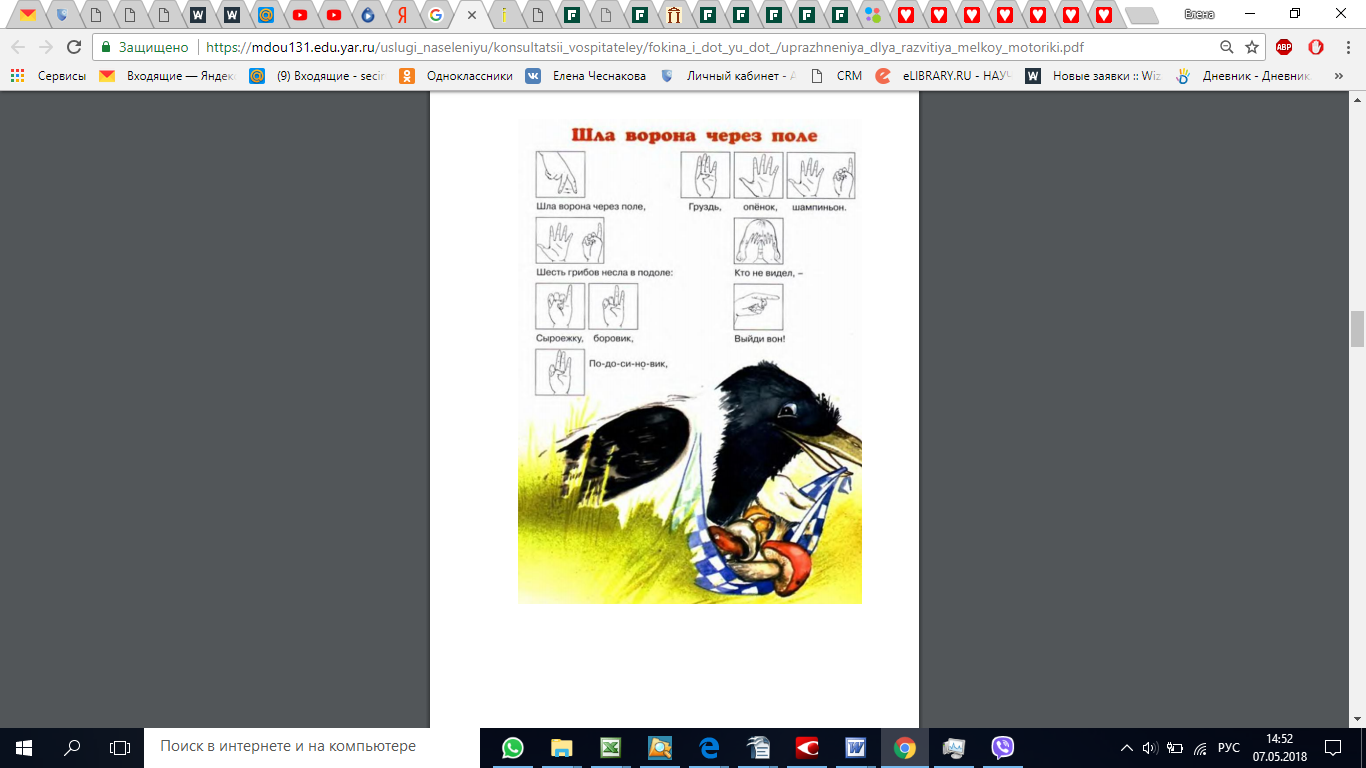 Елена
Защищено
https://mdou131.edu.yar.ru/uslugi_naseleniyu/konsultatsii_vospitateley/fokina_i_dot_yu_dot_/uprazhneniya_dlya_razvitiya_melkoy_motoriki.pdf
Сервисы Входящие — Яндек (9) Входящие - secin Одноклассники Елена Чеснакова Личный кабинет - A CRM eLIBRARY.RU - НАУЧ Новые заявки :: Wiz Дневник - Дневник
Шла ворона через поле
Шла ворона через поле,
Шесть грибов несла в подоле:
Сыроежку, боровик,
По-до-си-но-вик,
Груздь, опёнок, шампиньон.
Кто не видел, –
Выйди вон!
Поиск в интернете и на компьютере
РУС
14:52
07.05.2018